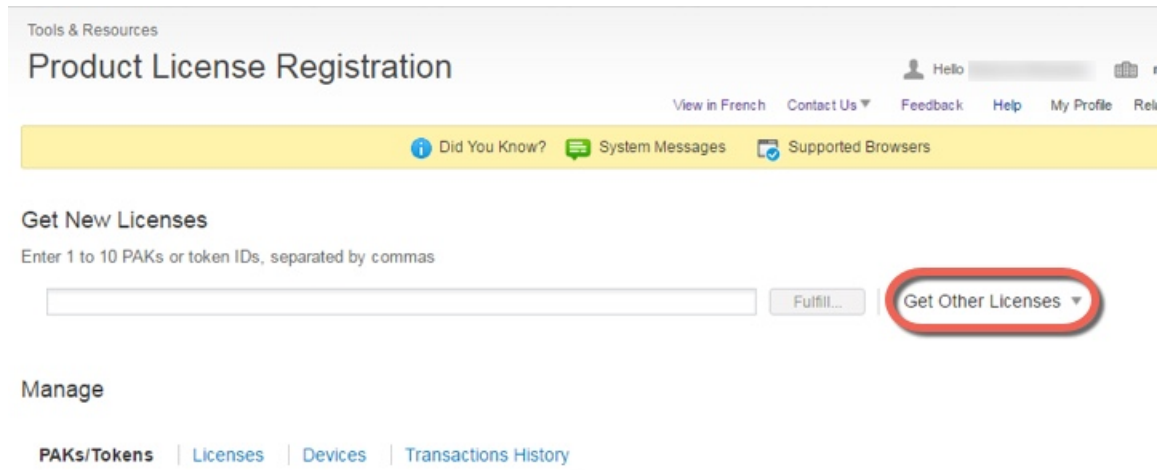 Tools & Resources
Product License Registration
Hello
View in French Contact Us Feedback Help My Profile
Did You Know? System Messages Supported Browsers
Get New Licenses
Enter 1 to 10 PAKs or token IDs, separated by commas
Fulfill... Get Other Licenses
Manage
PAKs/Tokens Licenses Devices Transactions History